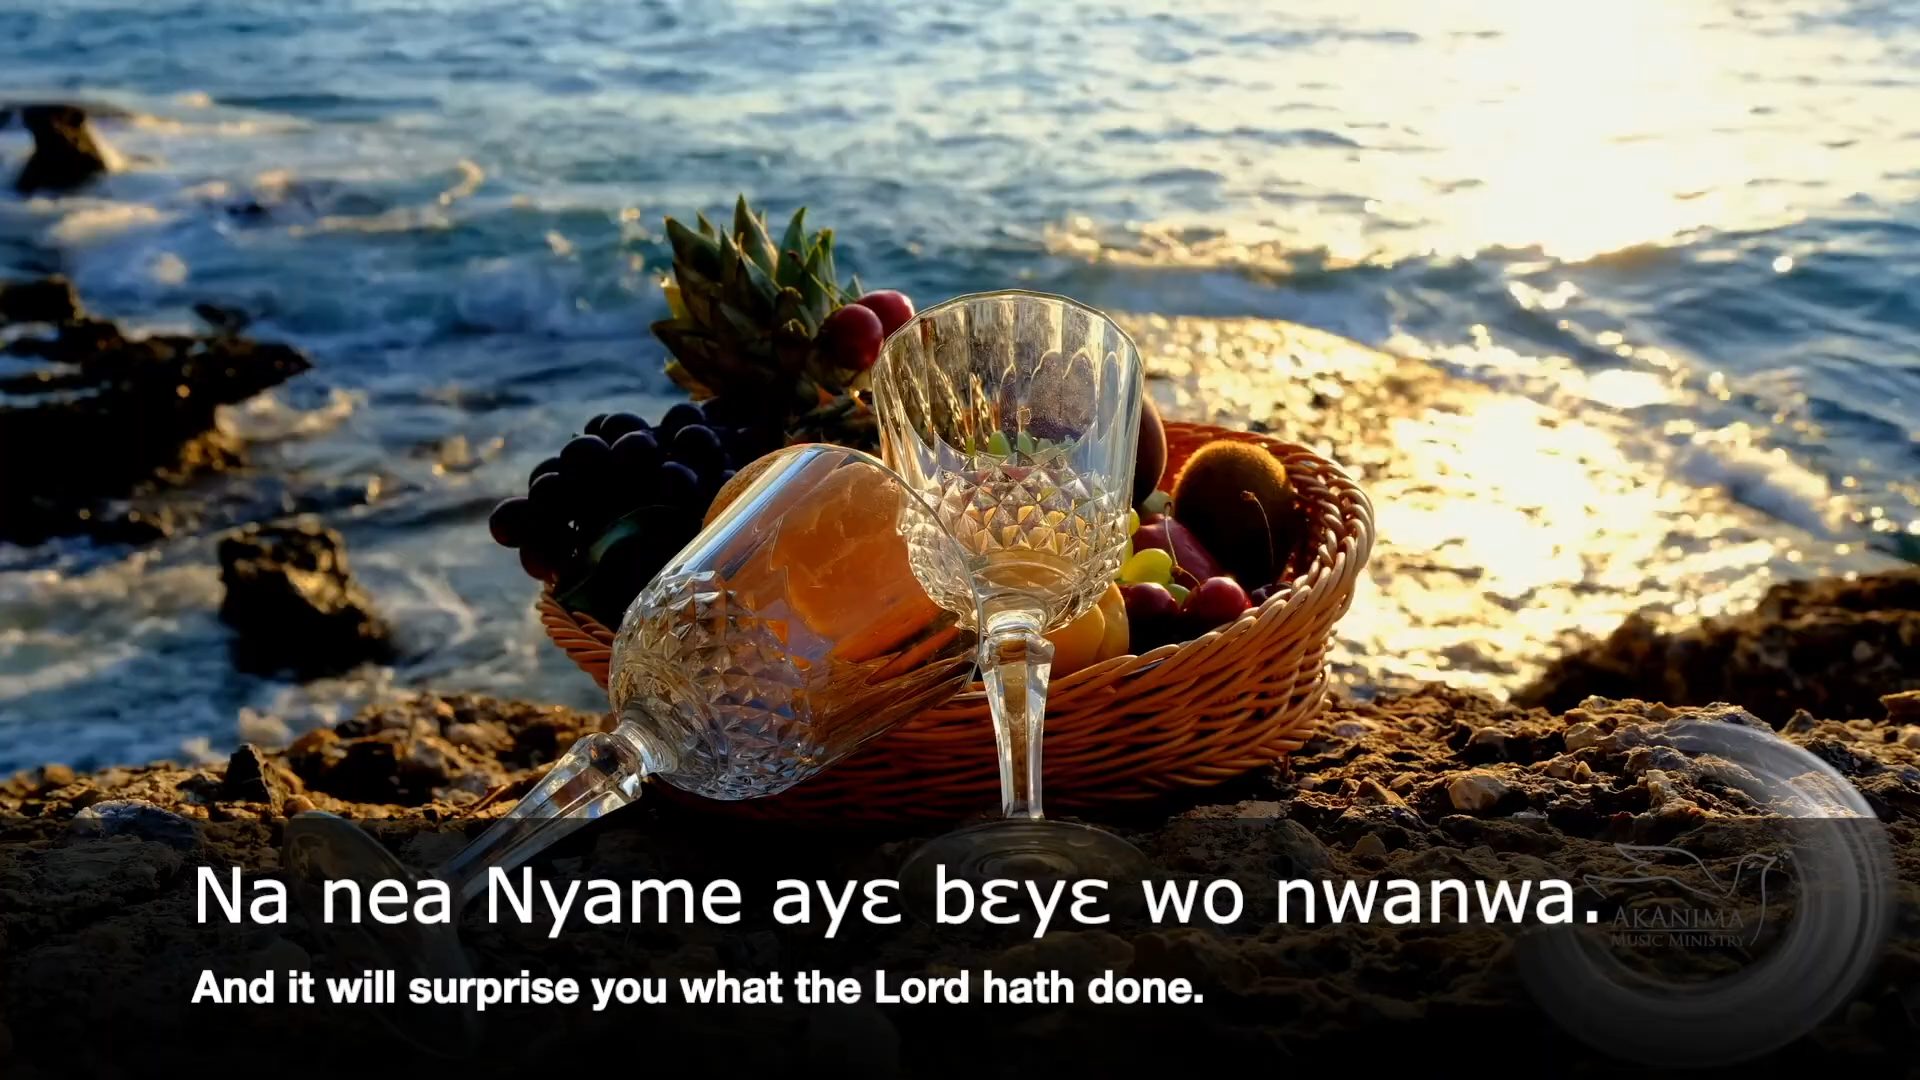 Na nea Nyame ayɛ bɛyɛ wo nwanwa.
And it will surprise you what the Lord hath done.
AKANIMA
MUSIC MINISTRY